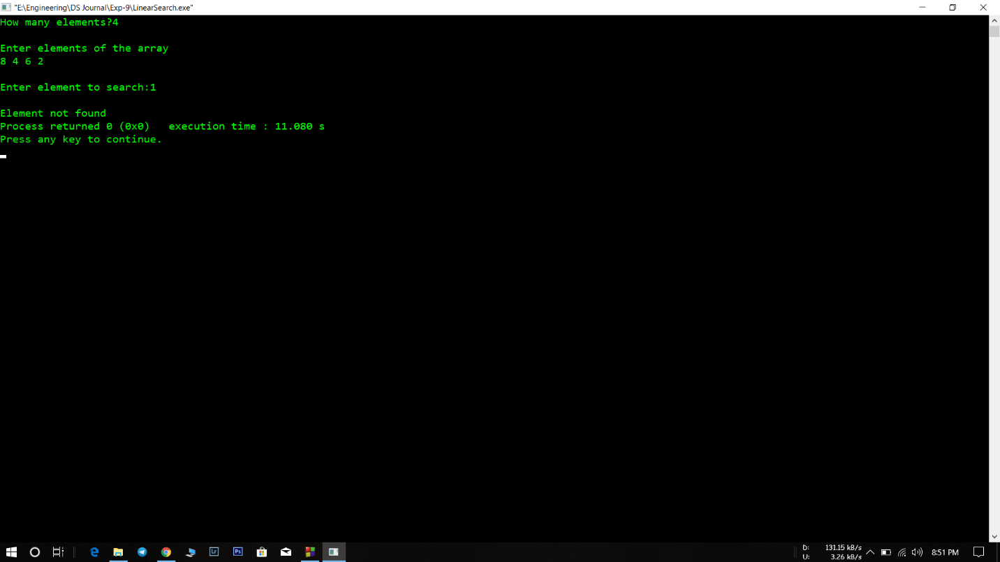 "E:\Engineering\DS Journal\Exp-9\LinearSearch.exe"
How many elements?4
Enter elements of the array
8 4 6 2
Enter element to search:1
Element not found
Process returned 0 (0x0)   execution time : 11.080 s
Press any key to continue.
Lr
Ps
D: 131.15 kB/s
U: 3.26 kB/s
8:51 PM